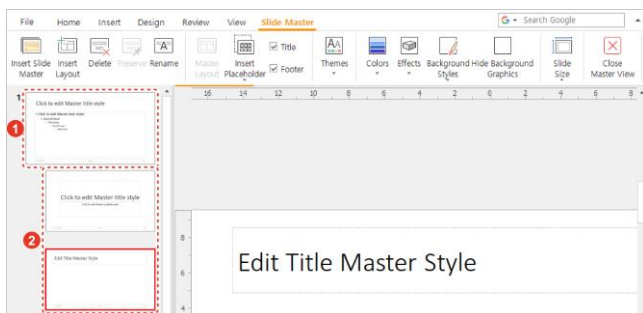 File Home Insert Design Review View Slide Master G Search Google
Insert Slide Master Insert Layout Delete Preserve Rename Master Layout Insert Placeholder Title Footer Themes Colors Effects Background Styles Hide Background Graphics Slide Size Close Master View
16 14 12 10 8 6 4 2 0 2 4 6 8
1
Click to edit Master title style
1
Click to edit Master title style
2
Edit Title Master Style
8
Edit Title Master Style
6
4